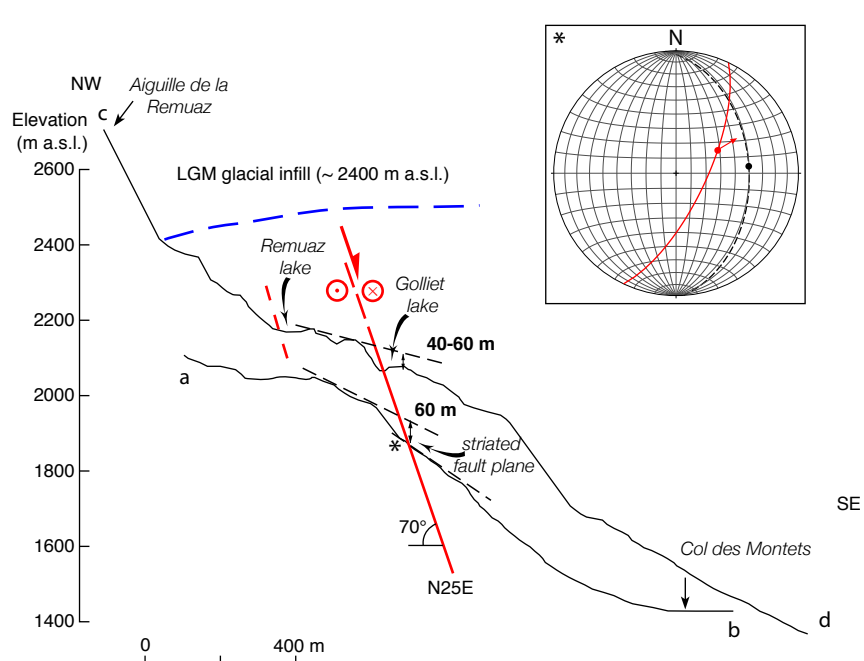 *
N
NW
Aiguille de la
Remuaz
c
Elevation
(m a.s.l.)
2600
LGM glacial infill (~ 2400 m a.s.l.)
2400
Remuaz
lake
Golliet
lake
2200
40-60 m
a
2000
60 m
*
striated
fault plane
1800
SE
70°
1600
Col des Montets
N25E
1400
b
d
0
400 m